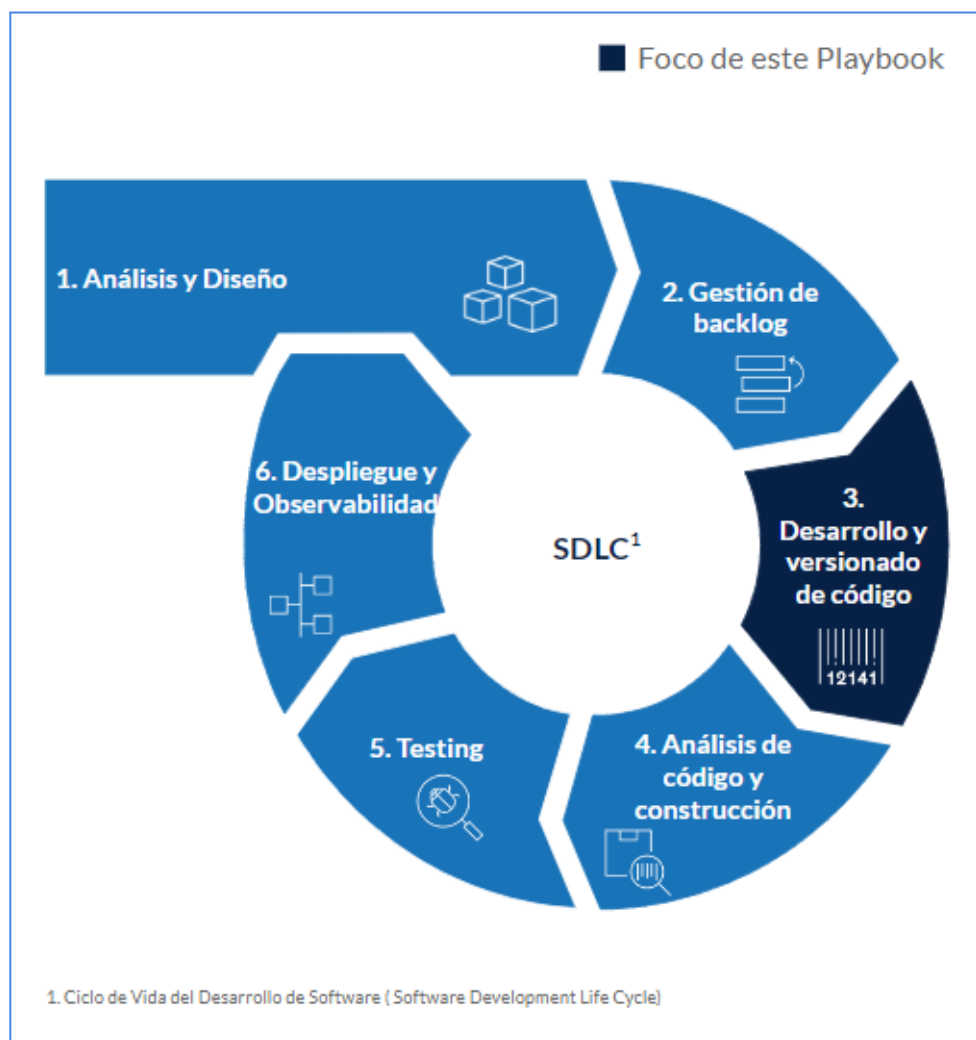 Foco de este Playbook
1. Análisis y Diseño
2. Gestión de
backlog
3.
Desarrollo y
versionado
de código
12141
4. Análisis de
código y
construcción
5. Testing
6. Despliegue y
Observabilidad
SDLC¹
1. Ciclo de Vida del Desarrollo de Software ( Software Development Life Cycle)